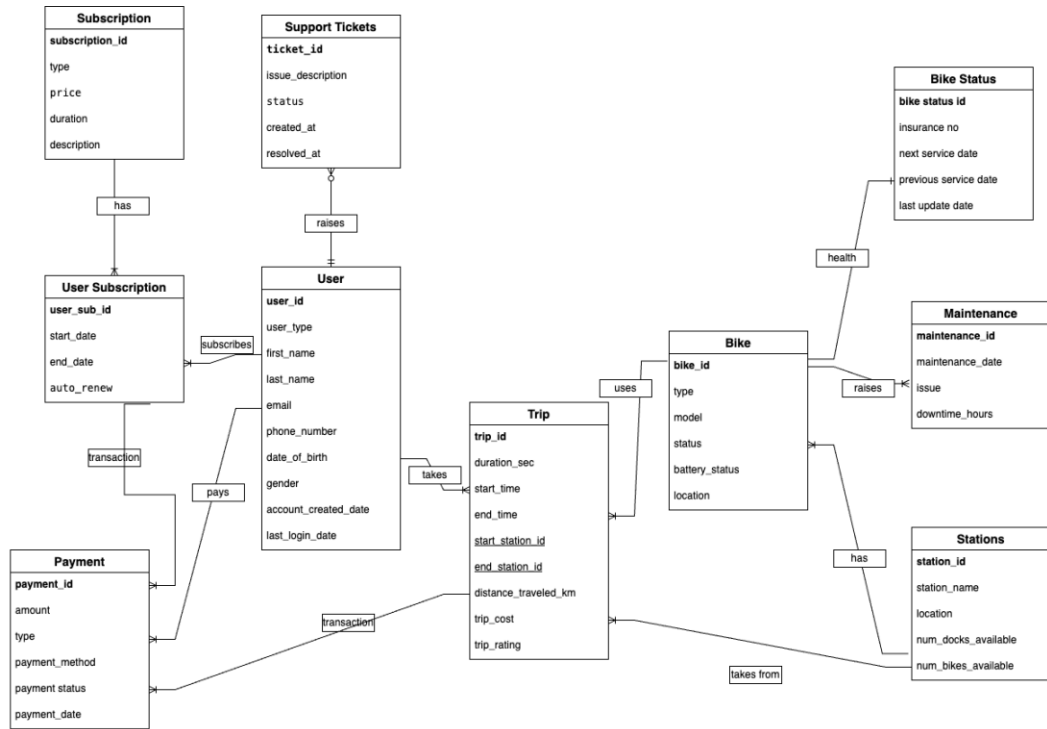 Subscription
subscription_id
type
price
duration
description
has
Support Tickets
ticket_id
issue_description
status
created_at
resolved_at
raises
Bike Status
bike status id
insurance no
next service date
previous service date
last update date
health
User Subscription
user_sub_id
start_date
end_date
auto_renew
subscribes
transaction
User
user_id
user_type
first_name
last_name
email
phone_number
date_of_birth
gender
account_created_date
last_login_date
pays
takes
Trip
trip_id
duration_sec
start_time
end_time
start_station_id
end_station_id
distance_traveled_km
trip_cost
trip_rating
uses
Bike
bike_id
type
model
status
battery_status
location
raises
Maintenance
maintenance_id
maintenance_date
issue
downtime_hours
has
Stations
station_id
station_name
location
num_docks_available
num_bikes_available
takes from
Payment
payment_id
amount
type
payment_method
payment status
payment_date
transaction